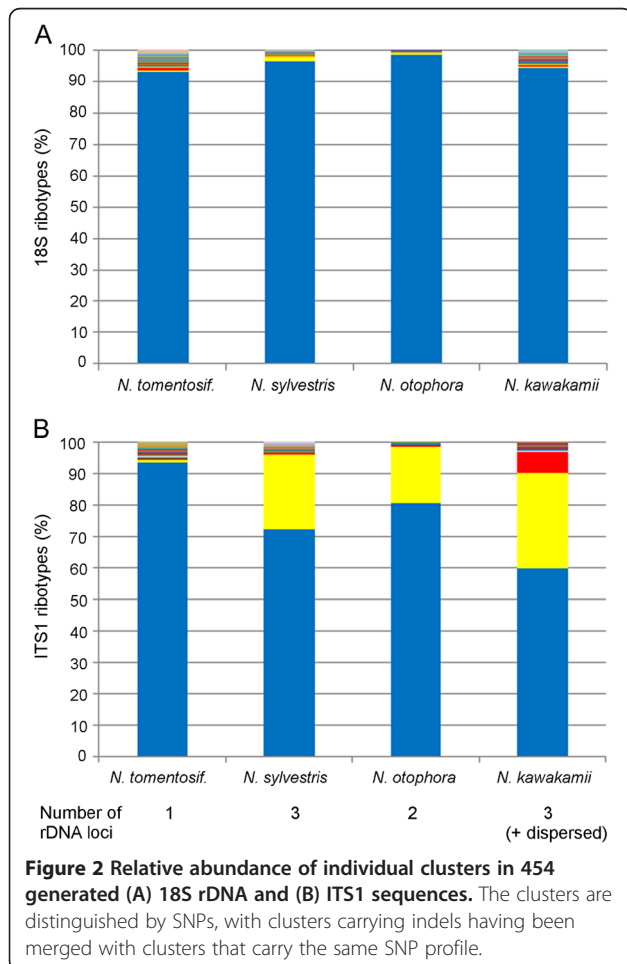 A
18S ribotypes (%)
100
90
80
70
60
50
40
30
20
10
0
N. tomentosif. N. sylvestris N. otophora N. kawakamii
B
ITS1 ribotypes (%)
100
90
80
70
60
50
40
30
20
10
0
N. tomentosif. N. sylvestris N. otophora N. kawakamii
Number of 1 3 2 3
rDNA loci (+ dispersed)
Figure 2 Relative abundance of individual clusters in 454
generated (A) 18S rDNA and (B) ITS1 sequences. The clusters are
distinguished by SNPs, with clusters carrying indels having been
merged with clusters that carry the same SNP profile.